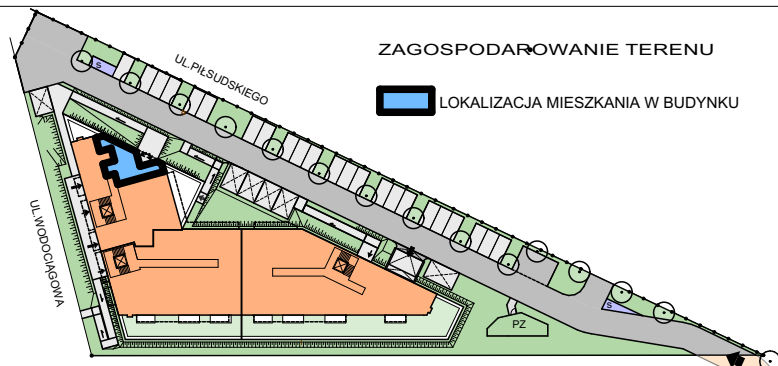 ZAGOSPODAROWANIE TERENU
UL.PIŁSUDSKIEGO
Ś
LOKALIZACJA MIESZKANIA W BUDYNKU
UL.WODOCIĄGOWA
Ś
PZ